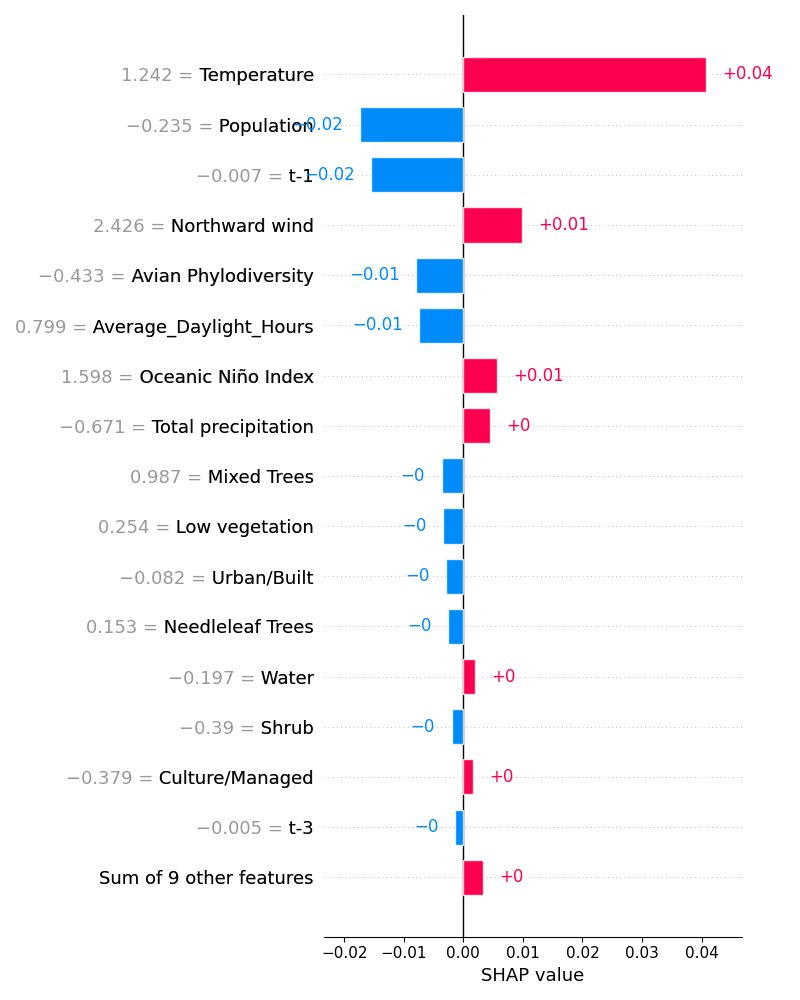 1.242 = Temperature +0.04
−0.235 = Population −0.02
−0.007 = t-1 −0.02
2.426 = Northward wind +0.01
−0.433 = Avian Phylodiversity −0.01
0.799 = Average_Daylight_Hours −0.01
1.598 = Oceanic Niño Index +0.01
−0.671 = Total precipitation +0
0.987 = Mixed Trees −0
0.254 = Low vegetation −0
−0.082 = Urban/Built −0
0.153 = Needleleaf Trees −0
−0.197 = Water +0
−0.39 = Shrub −0
−0.379 = Culture/Managed +0
−0.005 = t-3 −0
Sum of 9 other features +0
−0.02 −0.01 0.00 0.01 0.02 0.03 0.04
SHAP value